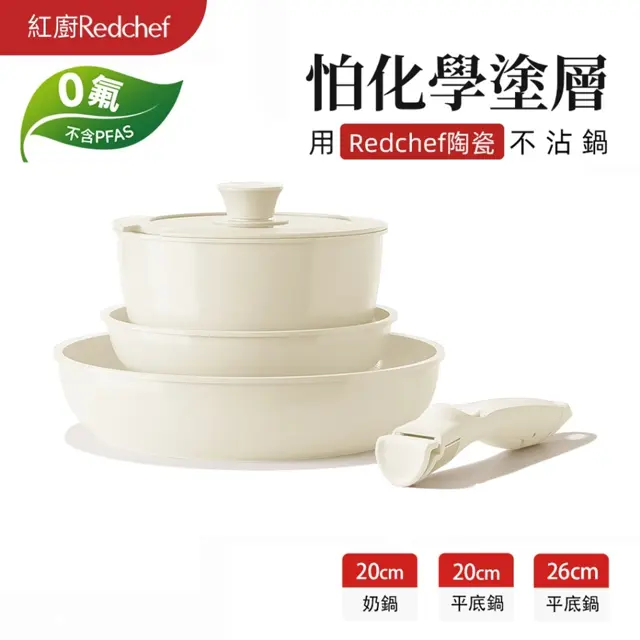 紅廚Redchef
0氟
不含PFAS
怕化學塗層
用Redchef陶瓷不沾鍋
20cm
奶鍋
20cm
平底鍋
26cm
平底鍋